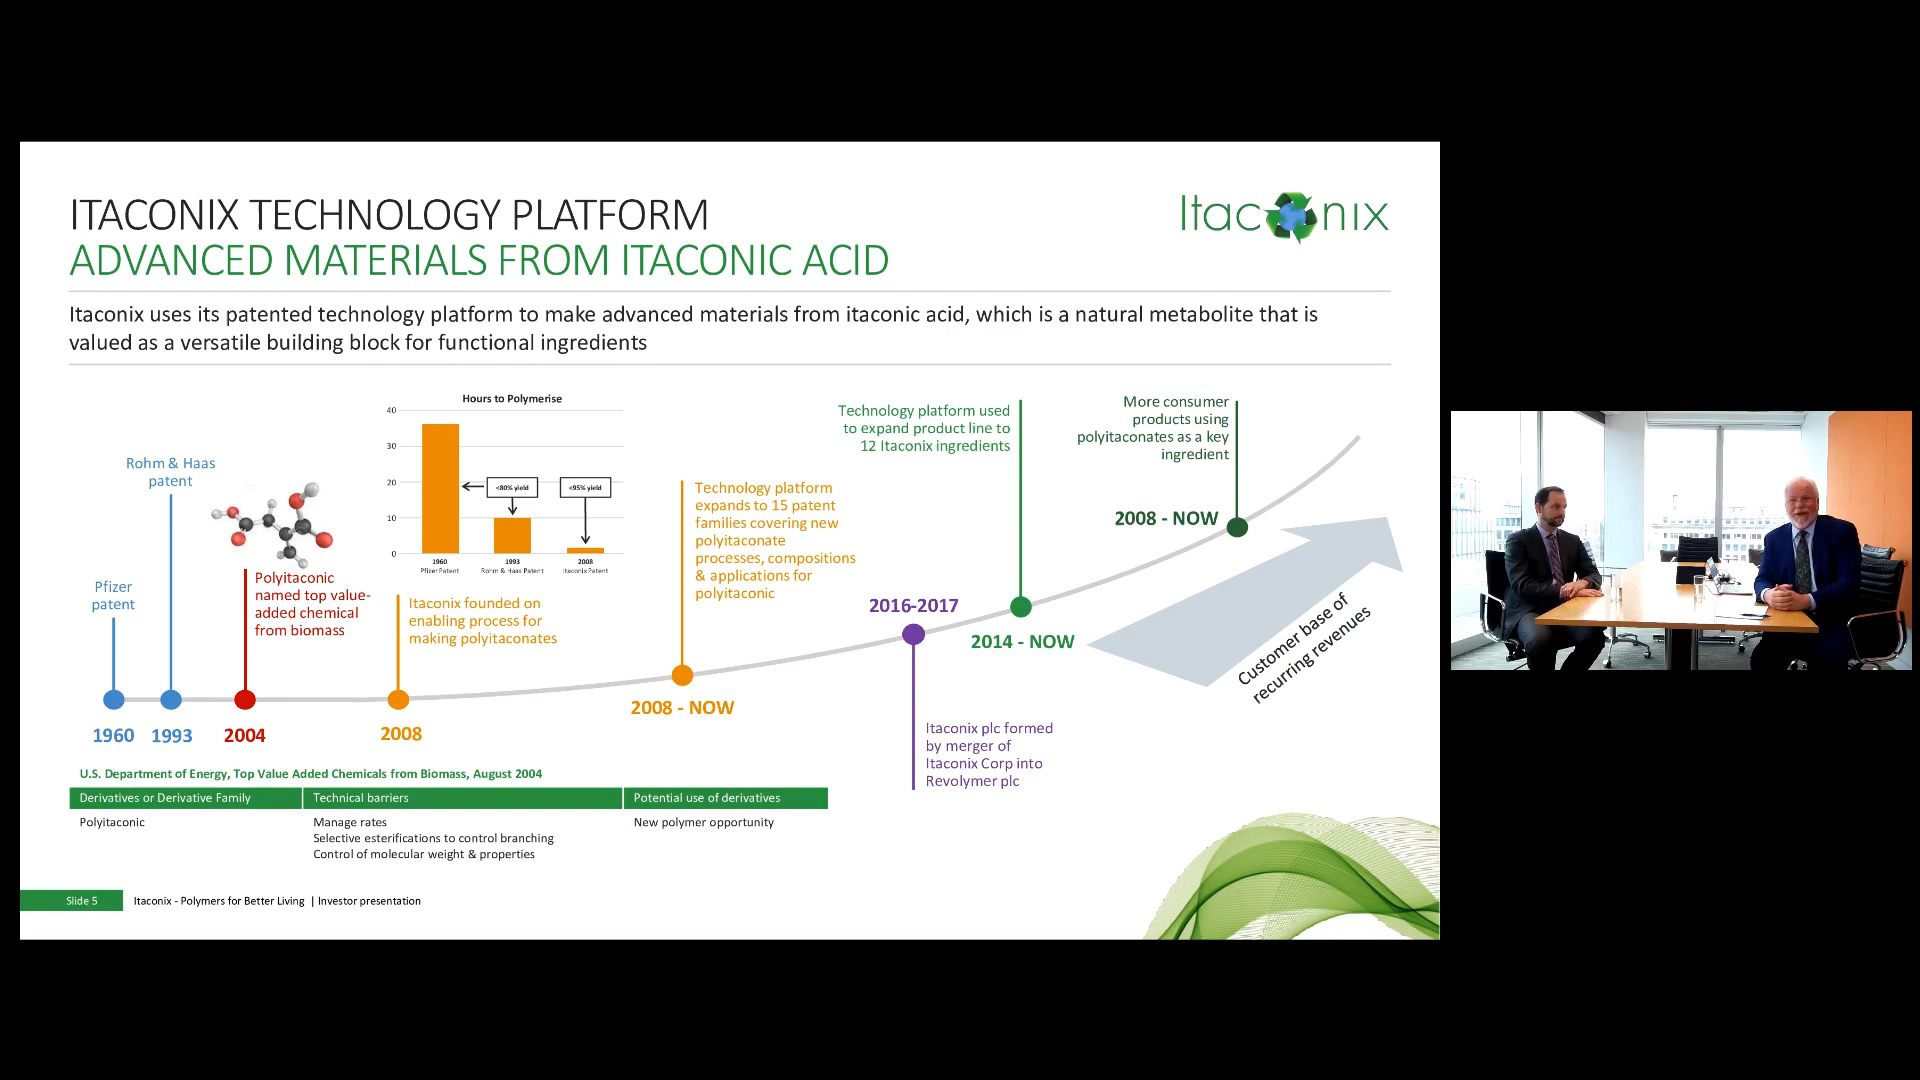 ITACONIX TECHNOLOGY PLATFORM
ADVANCED MATERIALS FROM ITACONIC ACID
Itaconix
Itaconix uses its patented technology platform to make advanced materials from itaconic acid, which is a natural metabolite that is
valued as a versatile building block for functional ingredients
Pfizer
patent
Rohm & Haas
patent
Polyitaconic
named top value-
added chemical
from biomass
Hours to Polymerise
40
30
20
10
0
<80% yield
<95% yield
1960
Pfizer Patent
1993
Rohm & Haas Patent
2008
Itaconix Patent
Itaconix founded on
enabling process for
making polyitaconates
Technology platform
expands to 15 patent
families covering new
polyitaconate
processes, compositions
& applications for
polyitaconic
Technology platform used
to expand product line to
12 Itaconix ingredients
More consumer
products using
polyitaconates as a key
ingredient
1960
1993
2004
2008
2008 - NOW
2016-2017
2014 - NOW
2008 - NOW
Itaconix plc formed
by merger of
Itaconix Corp into
Revolymer plc
Customer base of
recurring revenues
U.S. Department of Energy, Top Value Added Chemicals from Biomass, August 2004
Derivatives or Derivative Family
Technical barriers
Potential use of derivatives
Polyitaconic
Manage rates
Selective esterifications to control branching
Control of molecular weight & properties
New polymer opportunity
Slide 5
Itaconix - Polymers for Better Living | Investor presentation